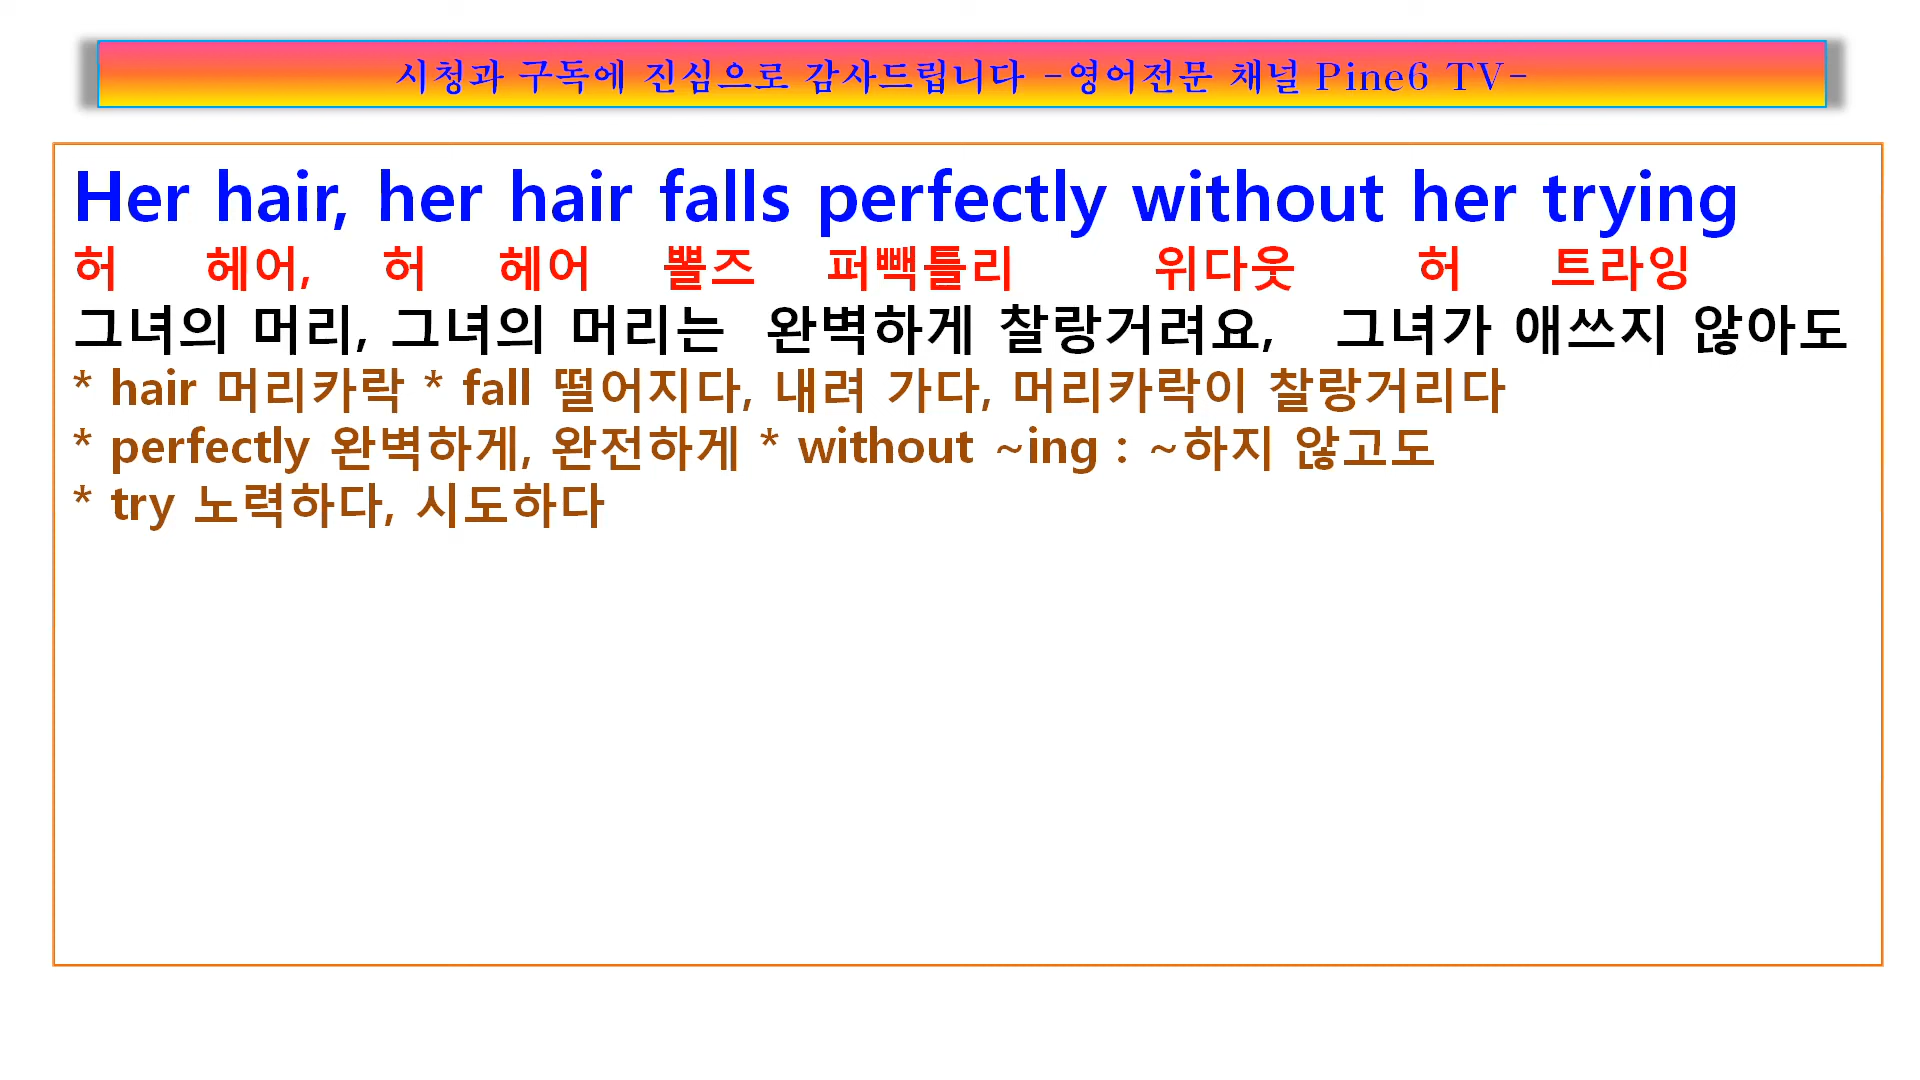 시청과 구독에 진심으로 감사드립니다 -영어전문 채널 Pine6 TV-
Her hair, her hair falls perfectly without her trying
허 헤어, 허 헤어 뽈즈 퍼빽틀리 위다웃 허 트라잉
그녀의 머리, 그녀의 머리는 완벽하게 찰랑거려요, 그녀가 애쓰지 않아도
* hair 머리카락 * fall 떨어지다, 내려 가다, 머리카락이 찰랑거리다
* perfectly 완벽하게, 완전하게 * without ~ing : ~하지 않고도
* try 노력하다, 시도하다